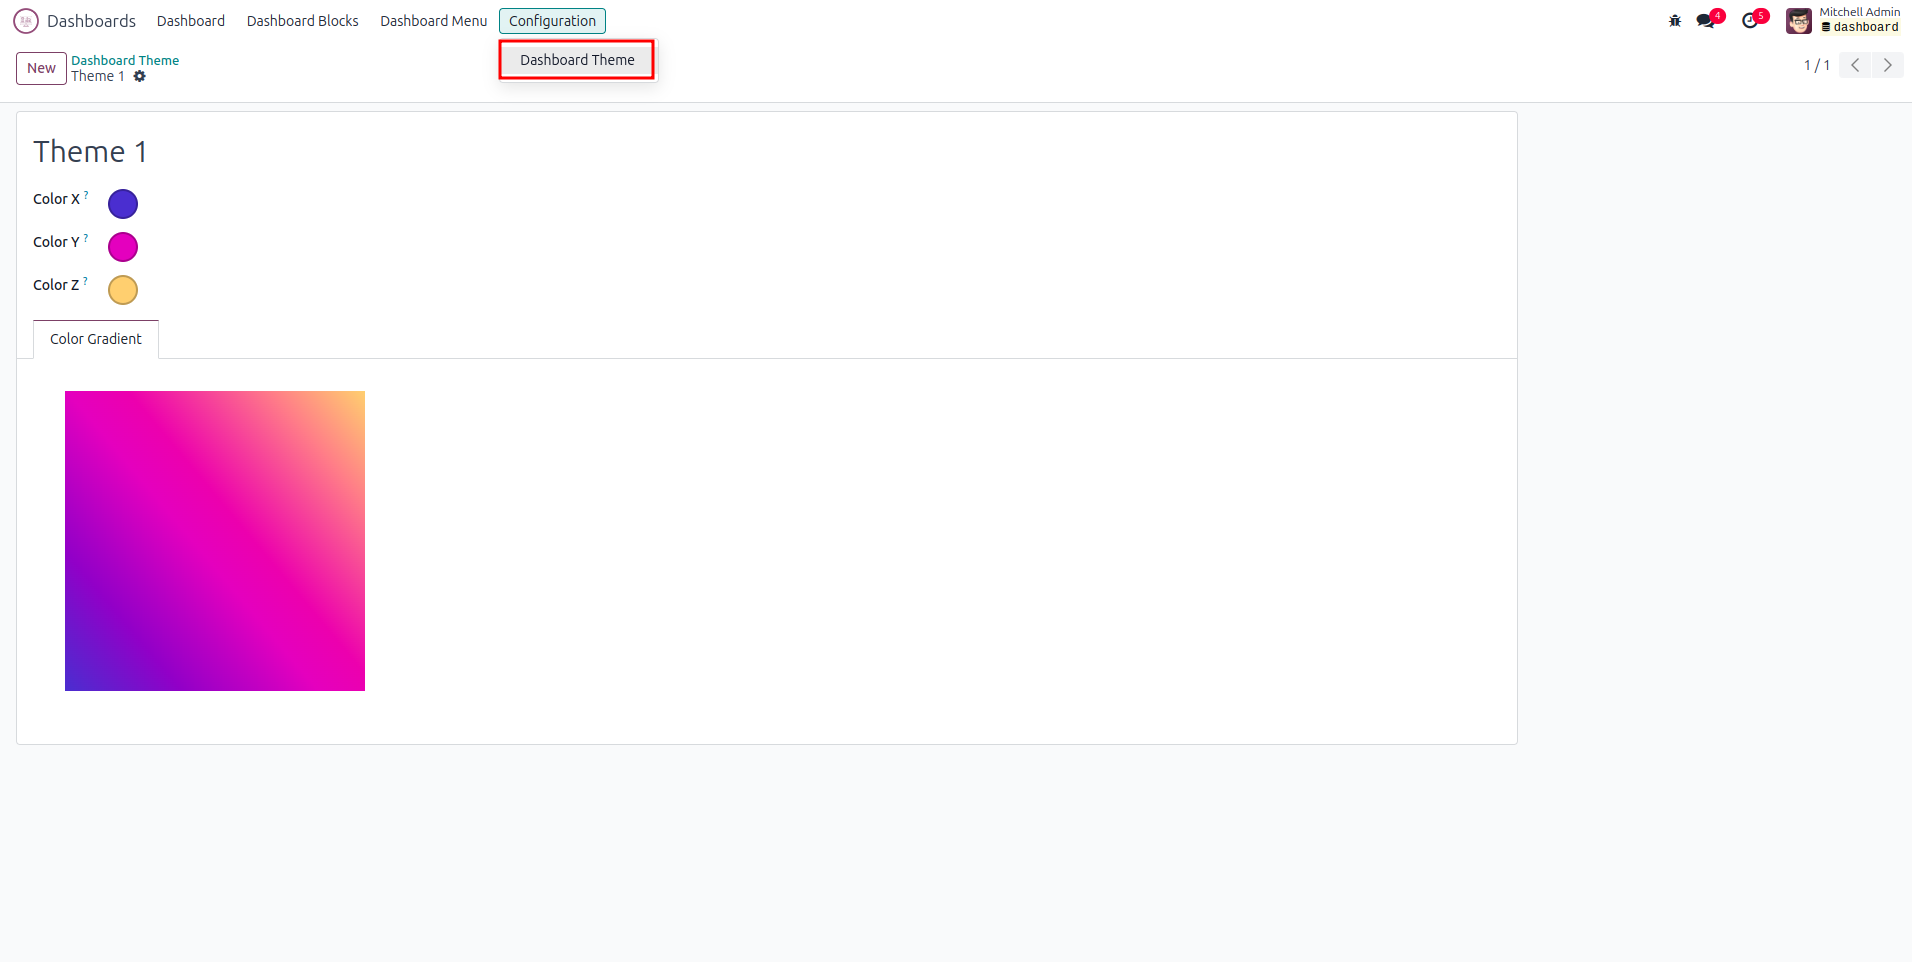 Dashboards Dashboard Dashboard Blocks Dashboard Menu Configuration 4 5 Mitchell Admin
dashboard
Dashboard Theme
New Dashboard Theme
Theme 1
1 / 1
Theme 1
Color X ?
Color Y ?
Color Z ?
Color Gradient